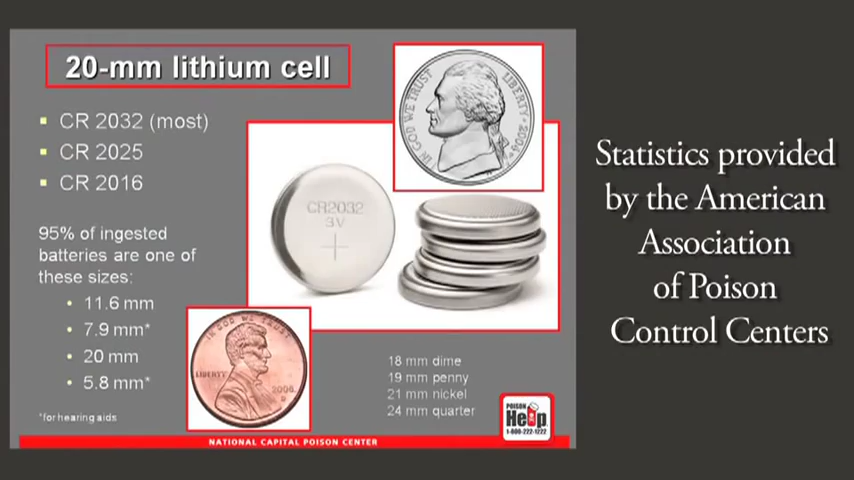 20-mm lithium cell
CR 2032 (most)
CR 2025
CR 2016
95% of ingested
batteries are one of
these sizes:
11.6 mm
7.9 mm*
20 mm
5.8 mm*
*for hearing aids
CR2032
3V
+
IN GOD WE TRUST
LIBERTY
IN GOD WE TRUST
LIBERTY
18 mm dime
19 mm penny
21 mm nickel
24 mm quarter
POISON
Help
1-800-222-1222
NATIONAL CAPITAL POISON CENTER
Statistics provided
by the American
Association
of Poison
Control Centers